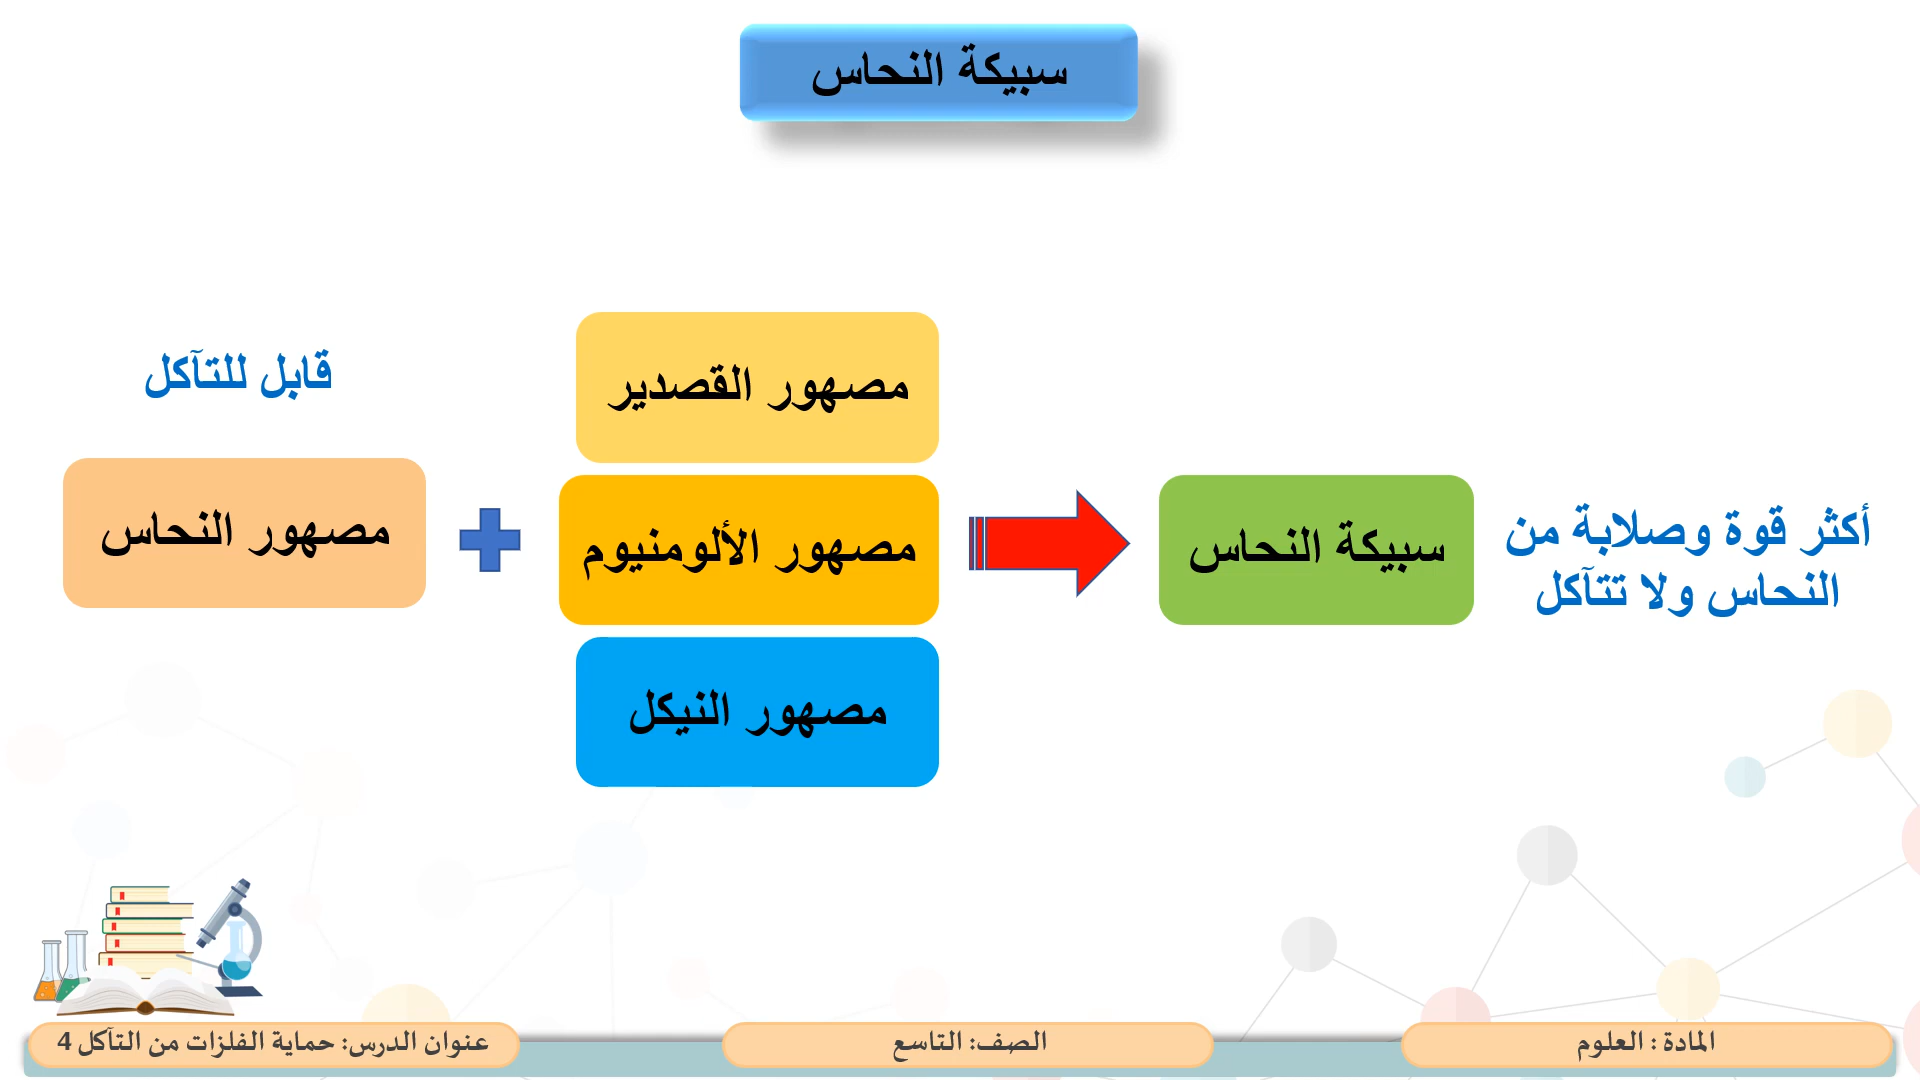 سبيكة النحاس
قابل للتآكل
مصهور النحاس
مصهور القصدير
مصهور الألومنيوم
مصهور النيكل
سبيكة النحاس
أكثر قوة وصلابة من
النحاس ولا تتآكل
المادة : العلوم
الصف: التاسع
عنوان الدرس: حماية الفلزات من التآكل 4